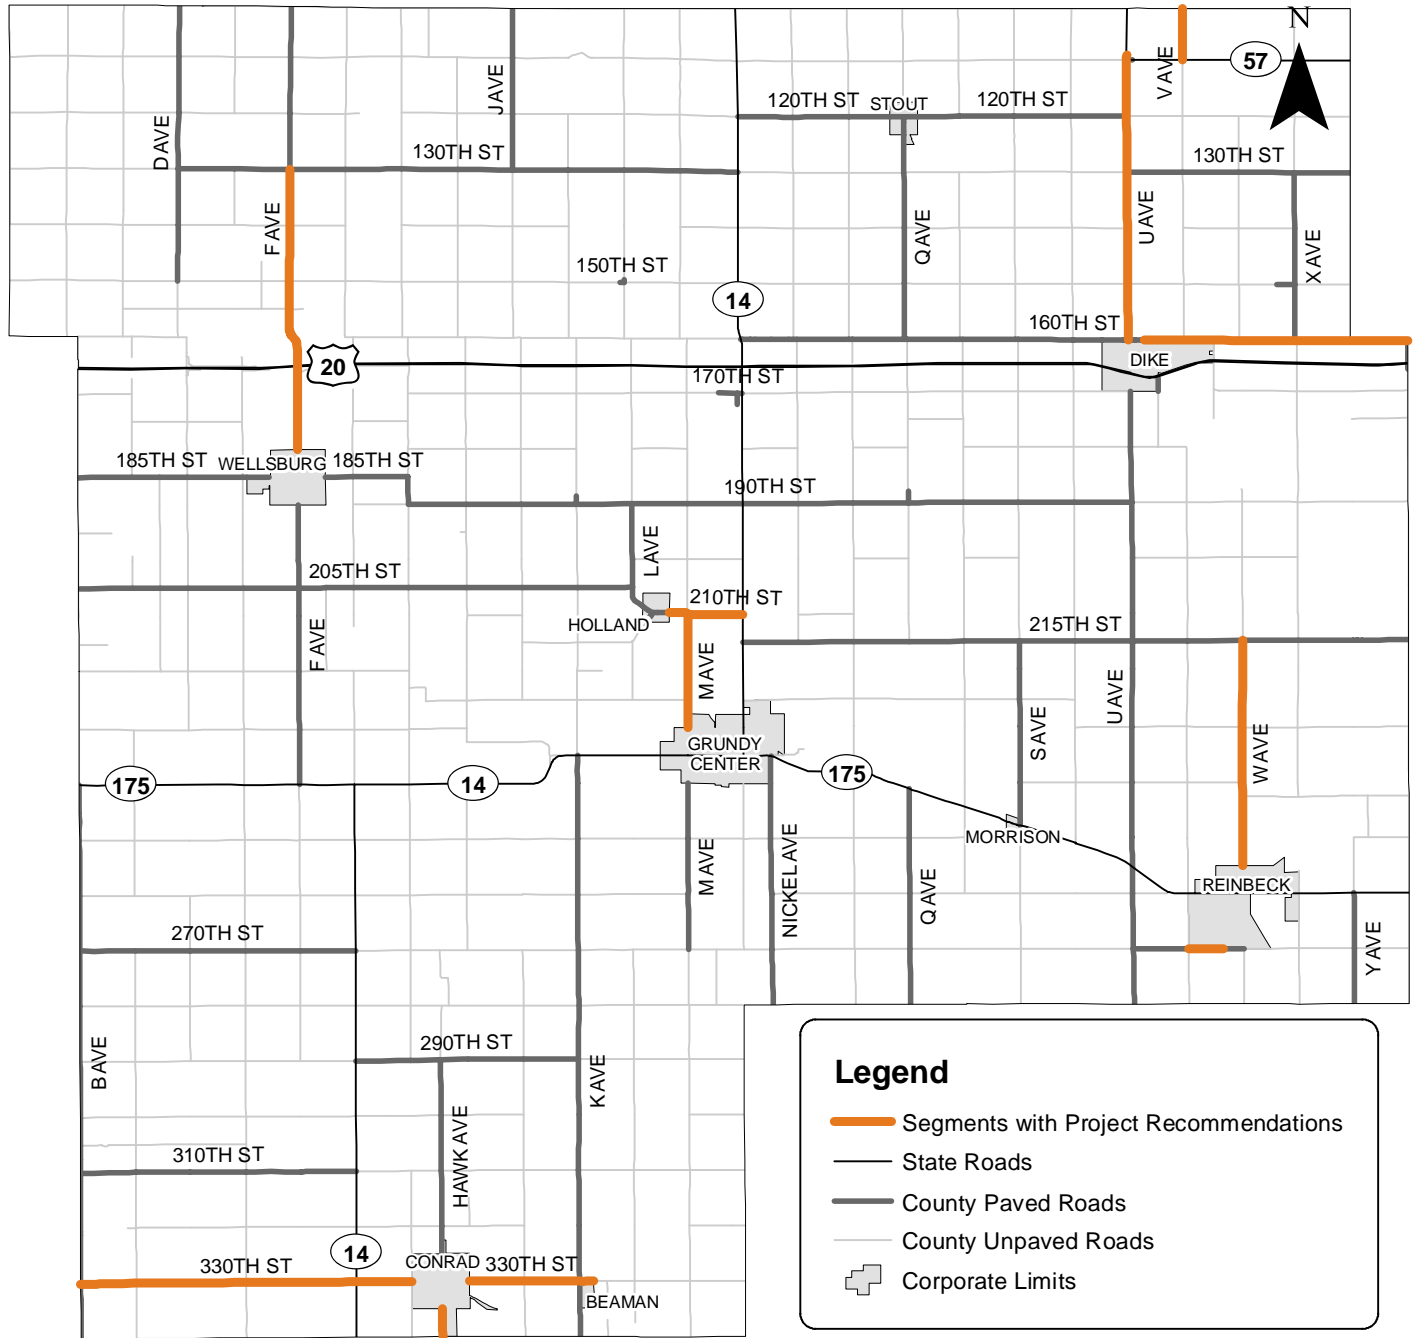 N
57
V AVE
J AVE
120TH ST
STOUT
120TH ST
D AVE
130TH ST
130TH ST
F AVE
Q AVE
U AVE
X AVE
150TH ST
14
160TH ST
20
DIKE
170TH ST
185TH ST
WELLSBURG
185TH ST
190TH ST
L AVE
205TH ST
210TH ST
HOLLAND
215TH ST
F AVE
M AVE
U AVE
S AVE
W AVE
GRUNDY
CENTER
175
14
175
MORRISON
M AVE
NICKEL AVE
Q AVE
REINBECK
270TH ST
Y AVE
290TH ST
B AVE
K AVE
HAWK AVE
310TH ST
14
CONRAD
330TH ST
330TH ST
BEAMAN
Legend
Segments with Project Recommendations
State Roads
County Paved Roads
County Unpaved Roads
Corporate Limits